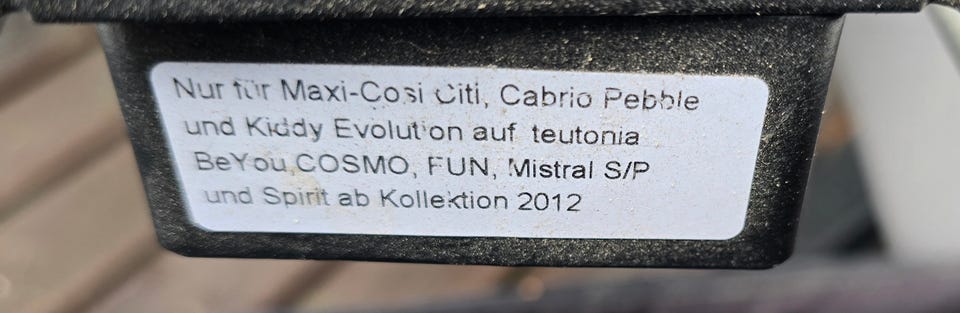 Nur für Maxi-Cosi Citi, Cabrio Pebble
und Kiddy Evolution auf teutonia
BeYou,COSMO, FUN, Mistral S/P
und Spirit ab Kollektion 2012